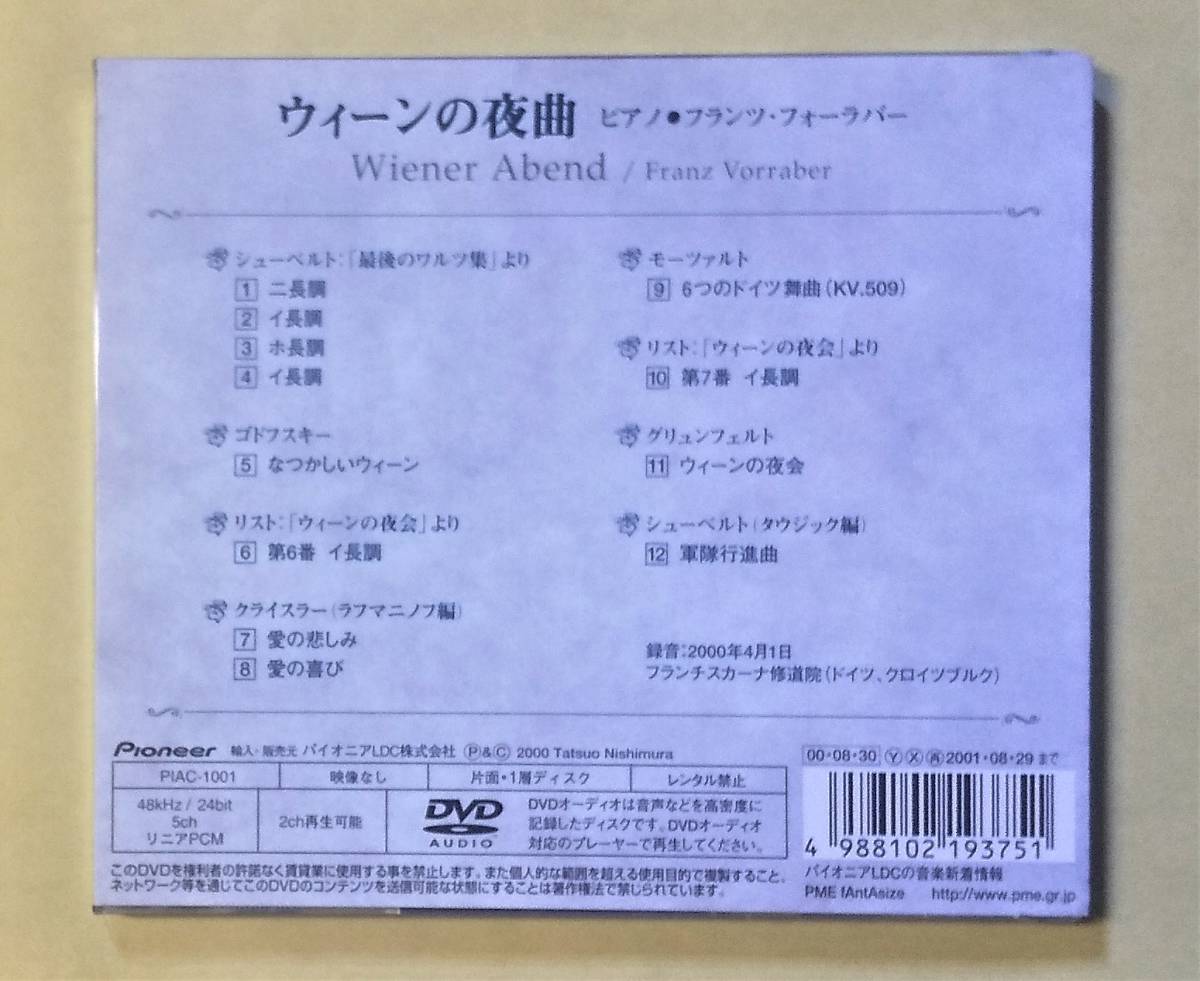 ウィーンの夜曲 ピアノ●フランツ・フォーラバー
Wiener Abend / Franz Vorraber
シューベルト:「最後のワルツ集」より
1 ニ長調
2 イ長調
3 ホ長調
4 イ長調
ゴドフスキー
5 なつかしいウィーン
リスト:「ウィーンの夜会」より
6 第6番 イ長調
クライスラー(ラフマニノフ編)
7 愛の悲しみ
8 愛の喜び
モーツァルト
9 6つのドイツ舞曲(KV.509)
リスト:「ウィーンの夜会」より
10 第7番 イ長調
グリュンフェルト
11 ウィーンの夜会
シューベルト(タウジック編)
12 軍隊行進曲
録音:2000年4月1日
フランチスカーナ修道院(ドイツ、クロイツブルク)
Pioneer 輸入・販売元 パイオニアLDC株式会社 Ⓟ&Ⓒ 2000 Tatsuo Nishimura
PIAC-1001 映像なし 片面・1層ディスク レンタル禁止
48kHz / 24bit
5ch
リニアPCM
2ch再生可能
DVD
AUDIO
DVDオーディオは音声などを高密度に
記録したディスクです。DVDオーディオ
対応のプレーヤーで再生してください。
このDVDを権利者の許諾なく賃貸業に使用する事を禁止します。また個人的な範囲を超える使用目的で複製すること、
ネットワーク等を通じてこのDVDのコンテンツを送信可能な状態にすることは著作権法で禁じられています。
00・08・30 Ⓨ Ⓧ ㊢ 2001・08・29 まで
4 988102 193751
パイオニアLDCの音楽新着情報
PME fAntAsize http://www.pme.gr.jp